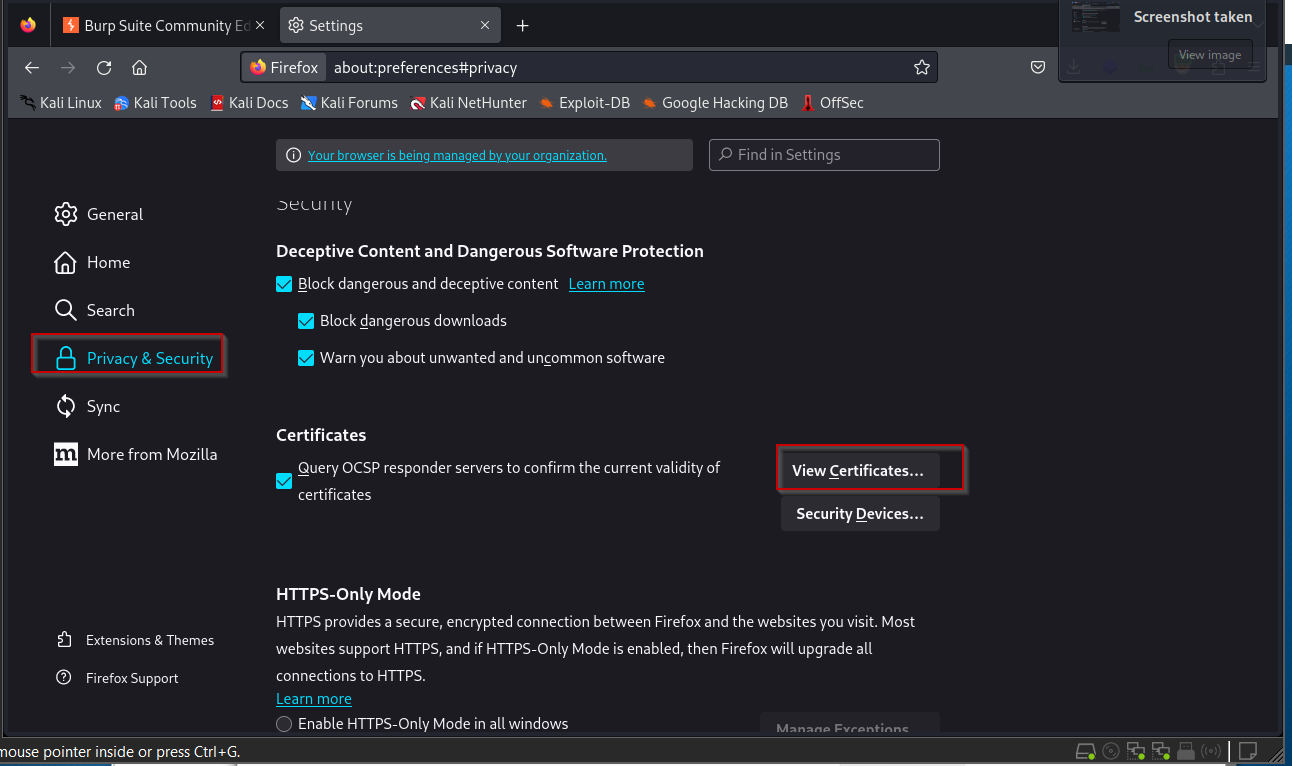 Burp Suite Community Ed
Settings
Screenshot taken
View image
Firefox
about:preferences#privacy
Kali Linux
Kali Tools
Kali Docs
Kali Forums
Kali NetHunter
Exploit-DB
Google Hacking DB
OffSec
Your browser is being managed by your organization.
Find in Settings
General
Home
Search
Privacy & Security
Sync
m More from Mozilla
Extensions & Themes
Firefox Support
Security
Deceptive Content and Dangerous Software Protection
Block dangerous and deceptive content Learn more
Block dangerous downloads
Warn you about unwanted and uncommon software
Certificates
Query OCSP responder servers to confirm the current validity of
certificates
View Certificates...
Security Devices...
HTTPS-Only Mode
HTTPS provides a secure, encrypted connection between Firefox and the websites you visit. Most
websites support HTTPS, and if HTTPS-Only Mode is enabled, then Firefox will upgrade all
connections to HTTPS.
Learn more
Enable HTTPS-Only Mode in all windows
Manage Exceptions
mouse pointer inside or press Ctrl+G.